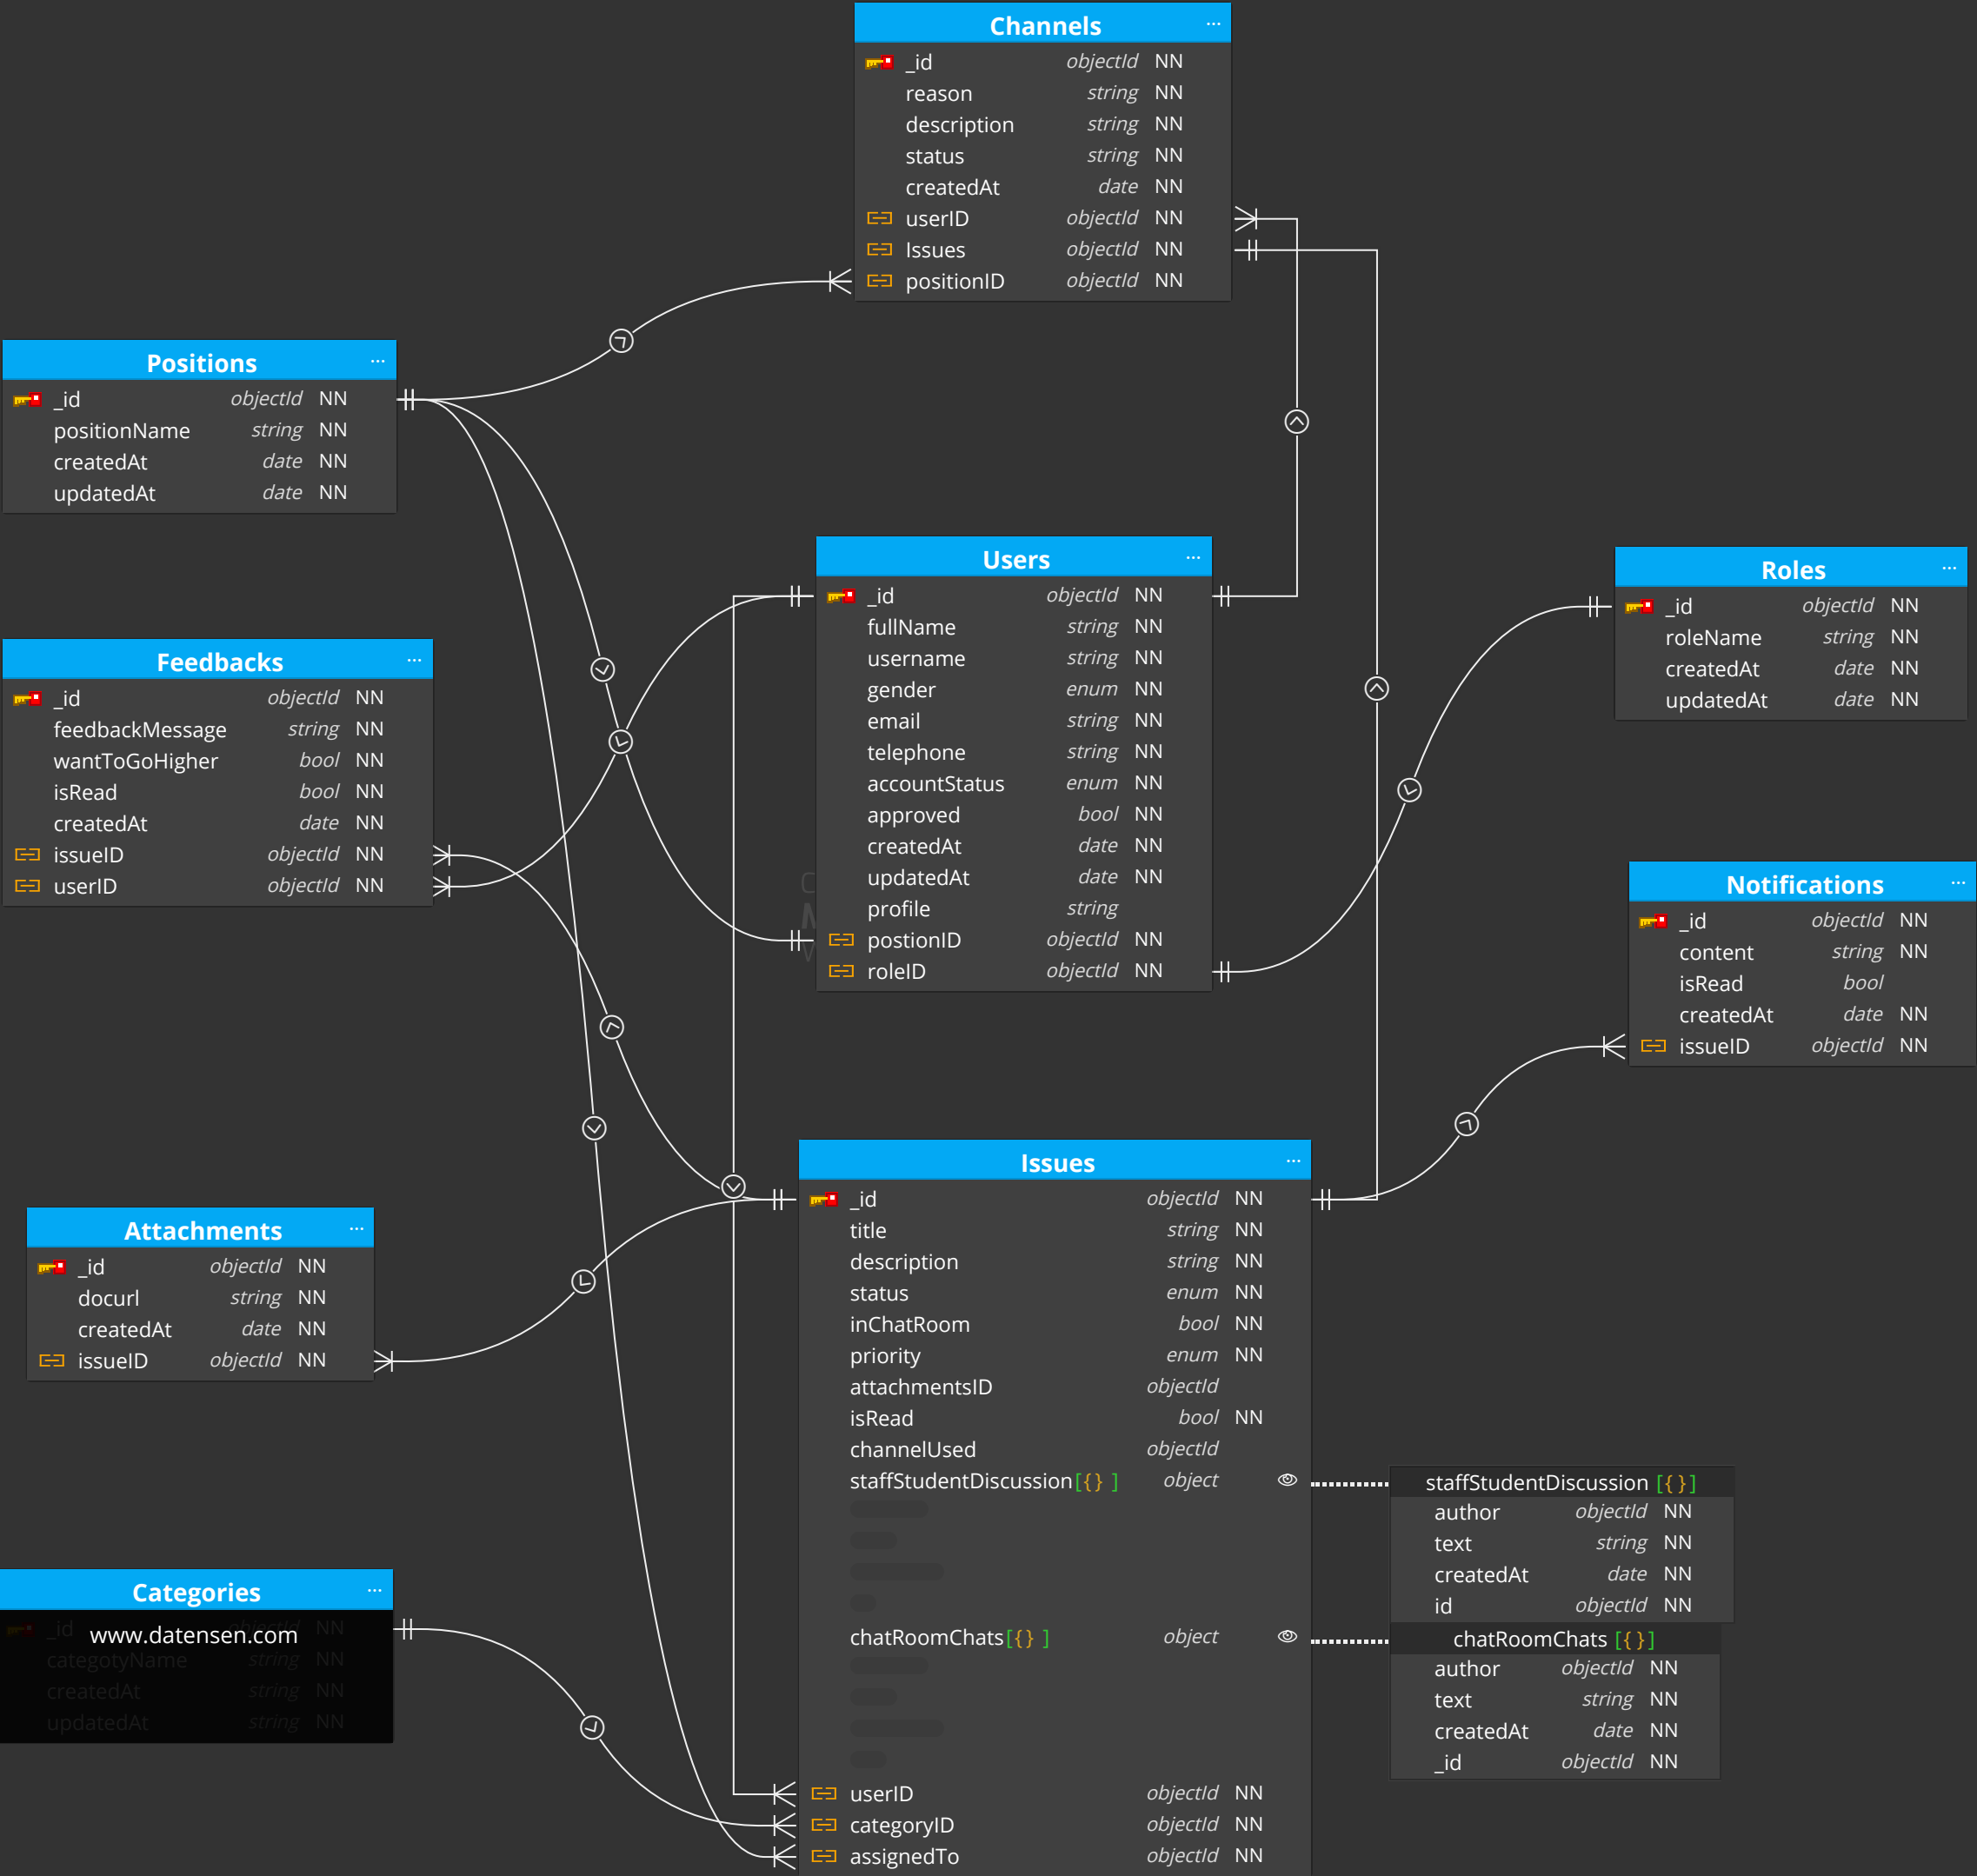 Channels ...
_id objectId NN
reason string NN
description string NN
status string NN
createdAt date NN
userID objectId NN
Issues objectId NN
positionID objectId NN
Positions ...
_id objectId NN
positionName string NN
createdAt date NN
updatedAt date NN
Users ...
_id objectId NN
fullName string NN
username string NN
gender enum NN
email string NN
telephone string NN
accountStatus enum NN
approved bool NN
createdAt date NN
updatedAt date NN
profile string
postionID objectId NN
roleID objectId NN
Roles ...
_id objectId NN
roleName string NN
createdAt date NN
updatedAt date NN
Feedbacks ...
_id objectId NN
feedbackMessage string NN
wantToGoHigher bool NN
isRead bool NN
createdAt date NN
issueID objectId NN
userID objectId NN
Notifications ...
_id objectId NN
content string NN
isRead bool
createdAt date NN
issueID objectId NN
Issues ...
_id objectId NN
title string NN
description string NN
status enum NN
inChatRoom bool NN
priority enum NN
attachmentsID objectId
isRead bool NN
channelUsed objectId
staffStudentDiscussion[{} ] object
chatRoomChats[{} ] object
userID objectId NN
categoryID objectId NN
assignedTo objectId NN
Attachments ...
_id objectId NN
docurl string NN
createdAt date NN
issueID objectId NN
staffStudentDiscussion [{}]
author objectId NN
text string NN
createdAt date NN
id objectId NN
chatRoomChats [{}]
author objectId NN
text string NN
createdAt date NN
_id objectId NN
Categories ...
_id objectId NN
www.datensen.com
categotyName string NN
createdAt string NN
updatedAt string NN